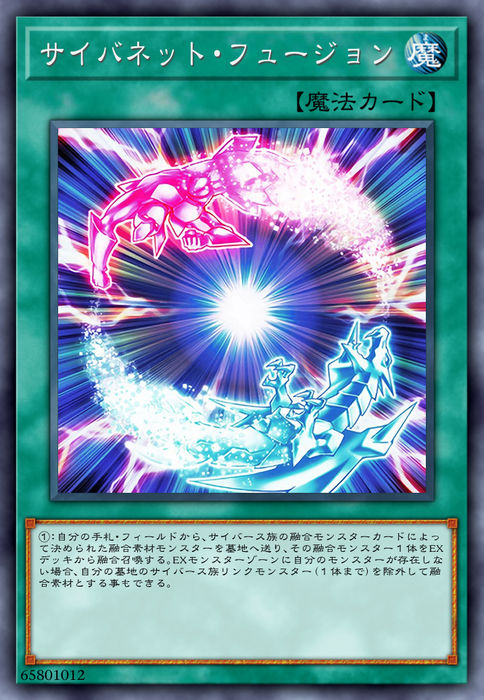 サイバネット・フュージョン 魔
【魔法カード】
①:自分の手札・フィールドから、サイバース族の融合モンスターカードによっ
て決められた融合素材モンスターを墓地へ送り、その融合モンスター1体をEX
デッキから融合召喚する。EXモンスターゾーンに自分のモンスターが存在しな
い場合、自分の墓地のサイバース族リンクモンスター(1体まで)を除外して融
合素材とする事もできる。
65801012